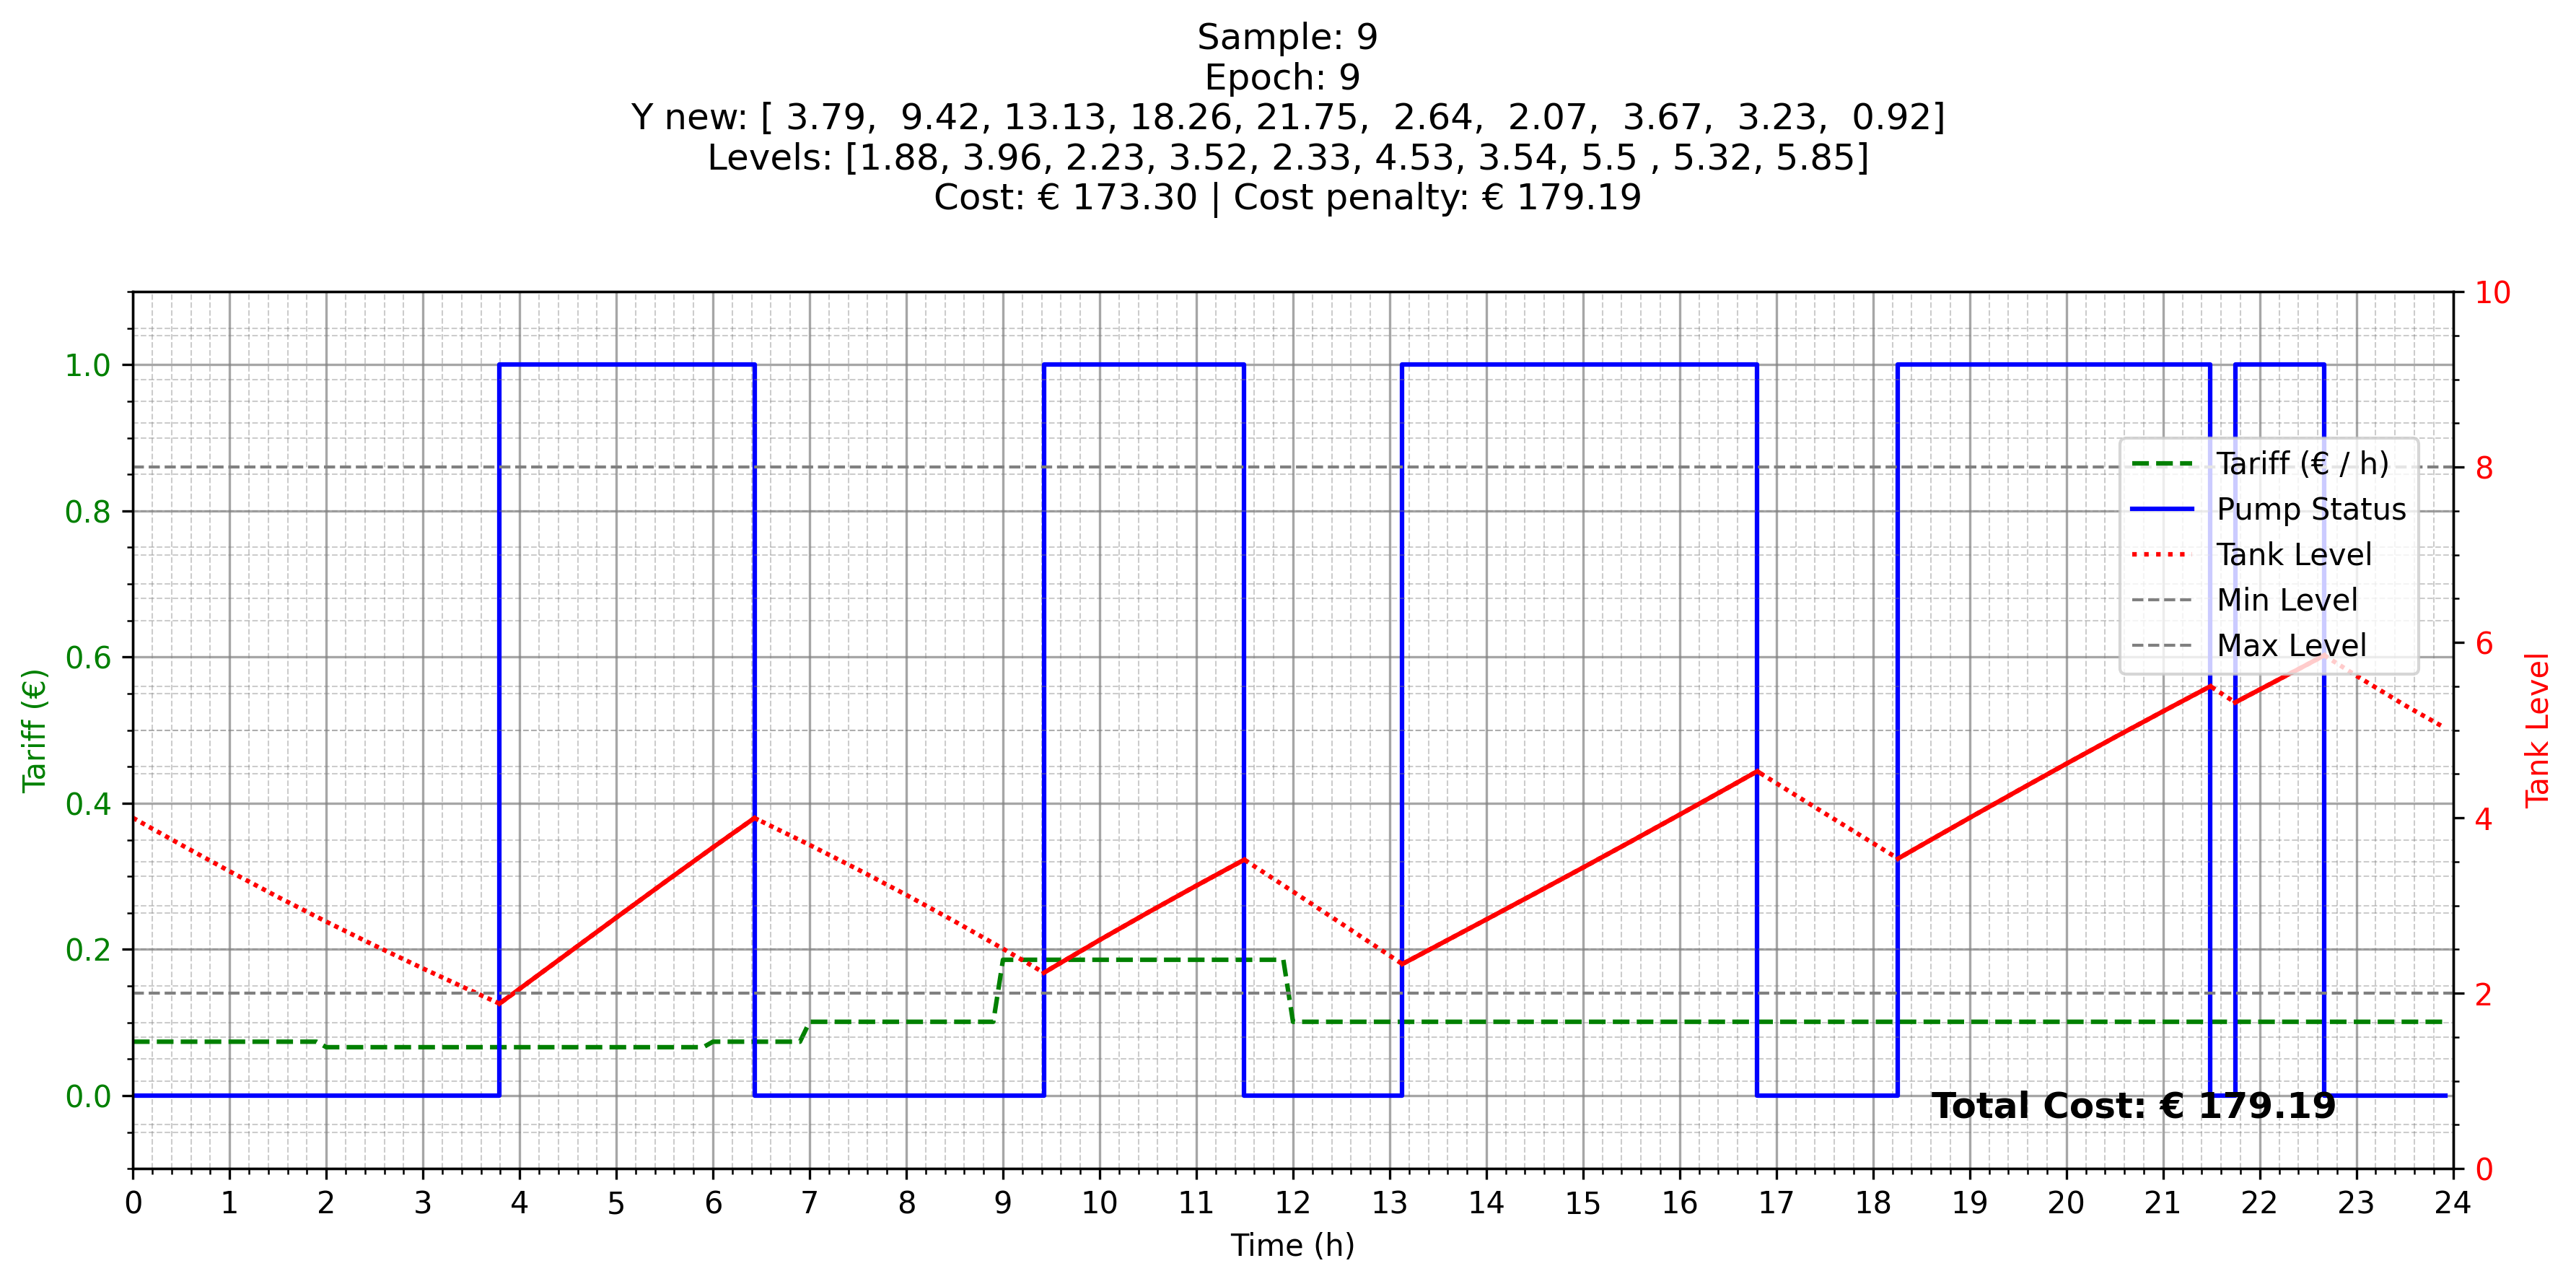 Sample: 9
Epoch: 9
Y new: [ 3.79,  9.42, 13.13, 18.26, 21.75,  2.64,  2.07,  3.67,  3.23,  0.92]
Levels: [1.88, 3.96, 2.23, 3.52, 2.33, 4.53, 3.54, 5.5 , 5.32, 5.85]
Cost: € 173.30 | Cost penalty: € 179.19
10
1.0
8
Tariff (€ / h)
0.8
Pump Status
Tank Level
Min Level
Max Level
0.6
6
Tariff (€)
Tank Level
0.4
4
0.2
2
0.0
Total Cost: € 179.19
0
0 1 2 3 4 5 6 7 8 9 10 11 12 13 14 15 16 17 18 19 20 21 22 23 24
Time (h)